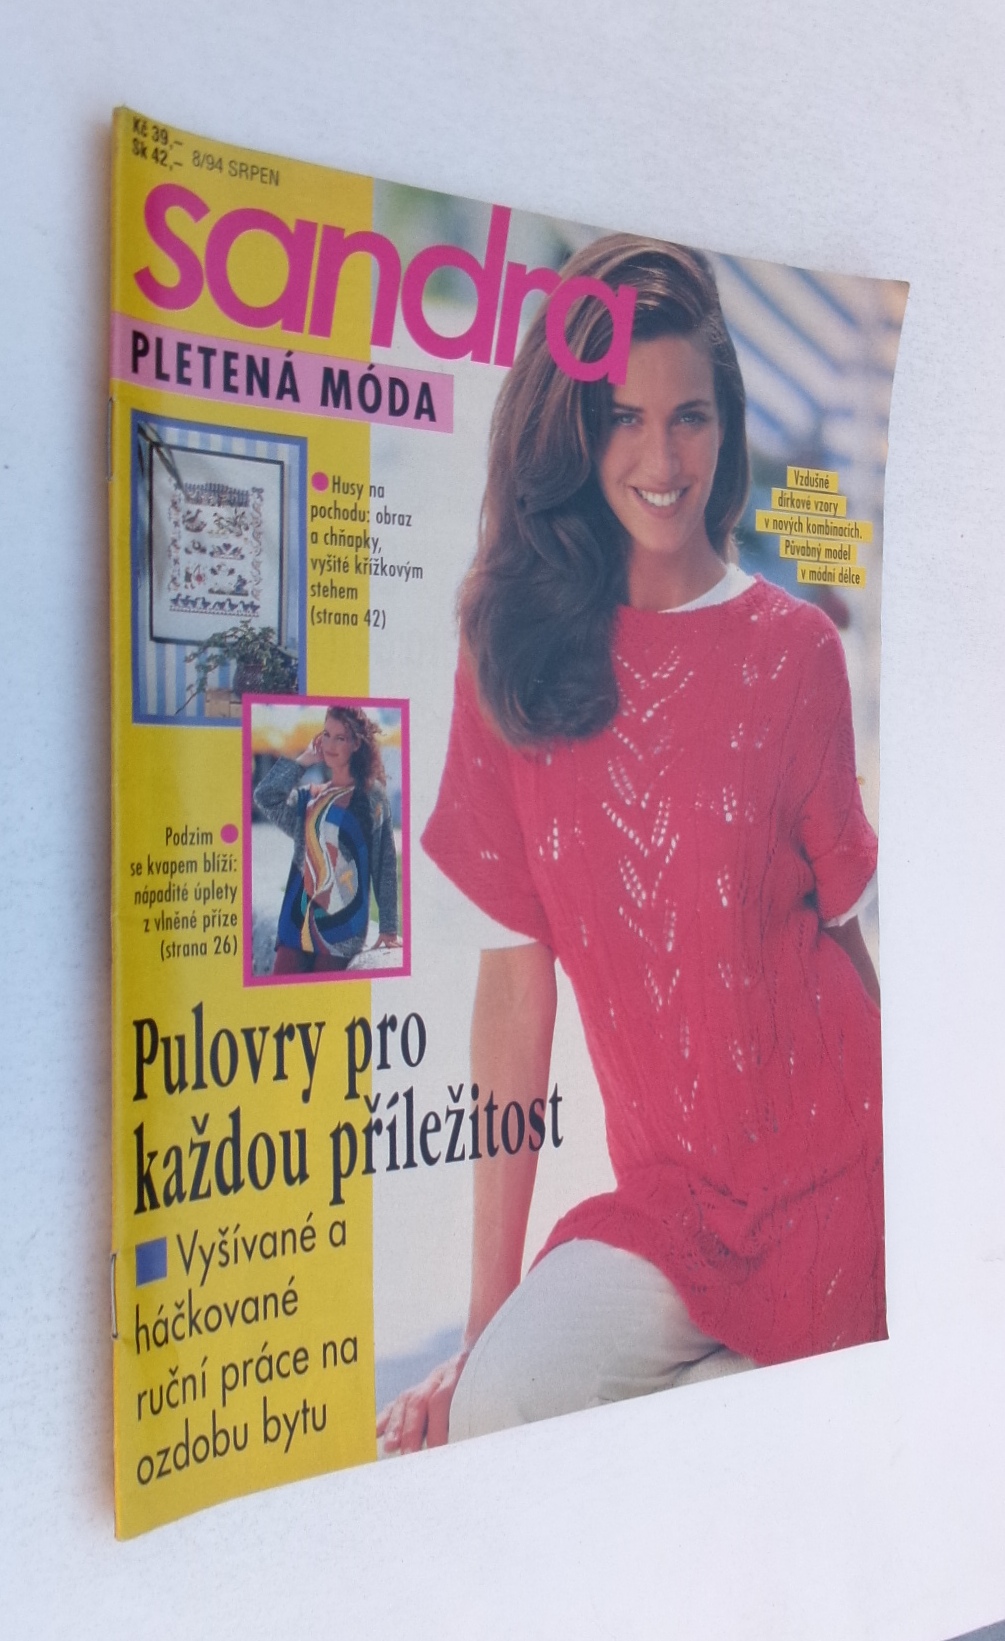 Kč 39,–
Sk 42,– 8/94 SRPEN
sandra
PLETENÁ MÓDA
Husy na
pochodu: obraz
a chňapky,
vyšité křížkovým
stehem
(strana 42)
Vzdušné
dírkové vzory
v nových kombinacích.
Půvabný model
v módní délce
Podzim
se kvapem blíží:
nápadité úplety
z vlněné příze
(strana 26)
Pulovry pro
každou příležitost
Vyšívané a
háčkované
ruční práce na
ozdobu bytu